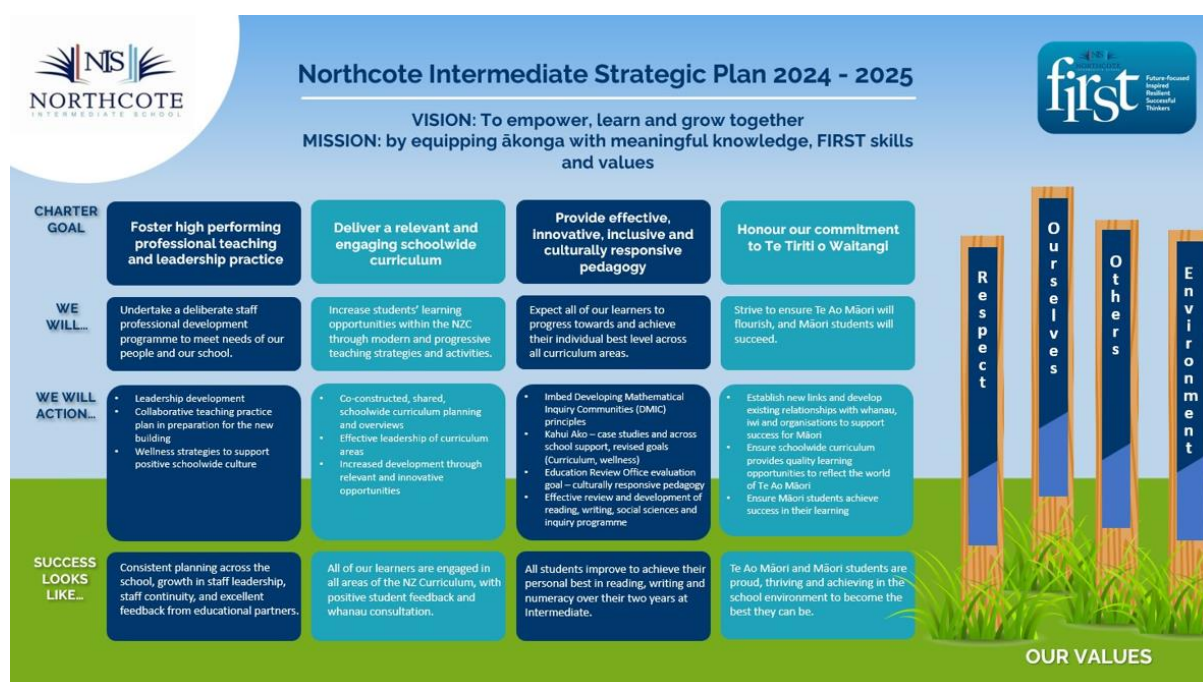 NIS
NORTHCOTE
INTERMEDIATE SCHOOL
Northcote Intermediate Strategic Plan 2024 - 2025
VISION: To empower, learn and grow together
MISSION: by equipping ākonga with meaningful knowledge, FIRST skills
and values
NIS
NORTHCOTE
first
Future-focused
Inspired
Resilient
Successful
Thinkers
CHARTER
GOAL
Foster high performing
professional teaching
and leadership practice
Deliver a relevant and
engaging schoolwide
curriculum
Provide effective,
innovative, inclusive and
culturally responsive
pedagogy
Honour our commitment
to Te Tiriti o Waitangi
WE
WILL...
Undertake a deliberate staff
professional development
programme to meet needs of our
people and our school.
Increase students' learning
opportunities within the NZC
through modern and progressive
teaching strategies and activities.
Expect all of our learners to
progress towards and achieve
their individual best level across
all curriculum areas.
Strive to ensure Te Ao Māori will
flourish, and Māori students will
succeed.
WE WILL
ACTION...
• Leadership development
• Collaborative teaching practice
plan in preparation for the new
building
• Wellness strategies to support
positive schoolwide culture
• Co-constructed, shared,
schoolwide curriculum planning
and overviews
• Effective leadership of curriculum
areas
• Increased development through
relevant and innovative
opportunities
• Imbed Developing Mathematical
Inquiry Communities (DMIC)
principles
• Kahui Ako – case studies and across
school support, revised goals
(Curriculum, wellness)
• Education Review Office evaluation
goal – culturally responsive pedagogy
• Effective review and development of
reading, writing, social sciences and
inquiry programme
• Establish new links and develop
existing relationships with whanau,
iwi and organisations to support
success for Māori
• Ensure schoolwide curriculum
provides quality learning
opportunities to reflect the world
of Te Ao Māori
• Ensure Māori students achieve
success in their learning
SUCCESS
LOOKS
LIKE...
Consistent planning across the
school, growth in staff leadership,
staff continuity, and excellent
feedback from educational partners.
All of our learners are engaged in
all areas of the NZ Curriculum, with
positive student feedback and
whanau consultation.
All students improve to achieve their
personal best in reading, writing and
numeracy over their two years at
Intermediate.
Te Ao Māori and Māori students are
proud, thriving and achieving in the
school environment to become the
best they can be.
Respect
Ourselves
Others
Environment
OUR VALUES